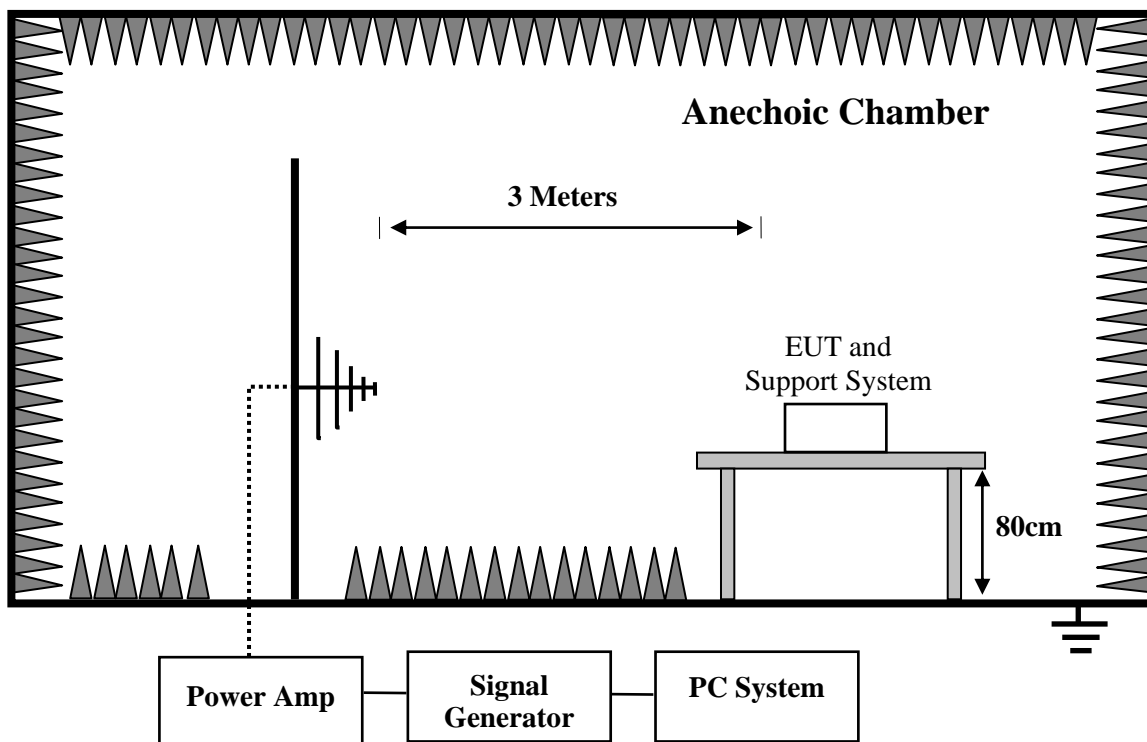 Anechoic Chamber
3 Meters
EUT and
Support System
80cm
Power Amp
Signal
Generator
PC System